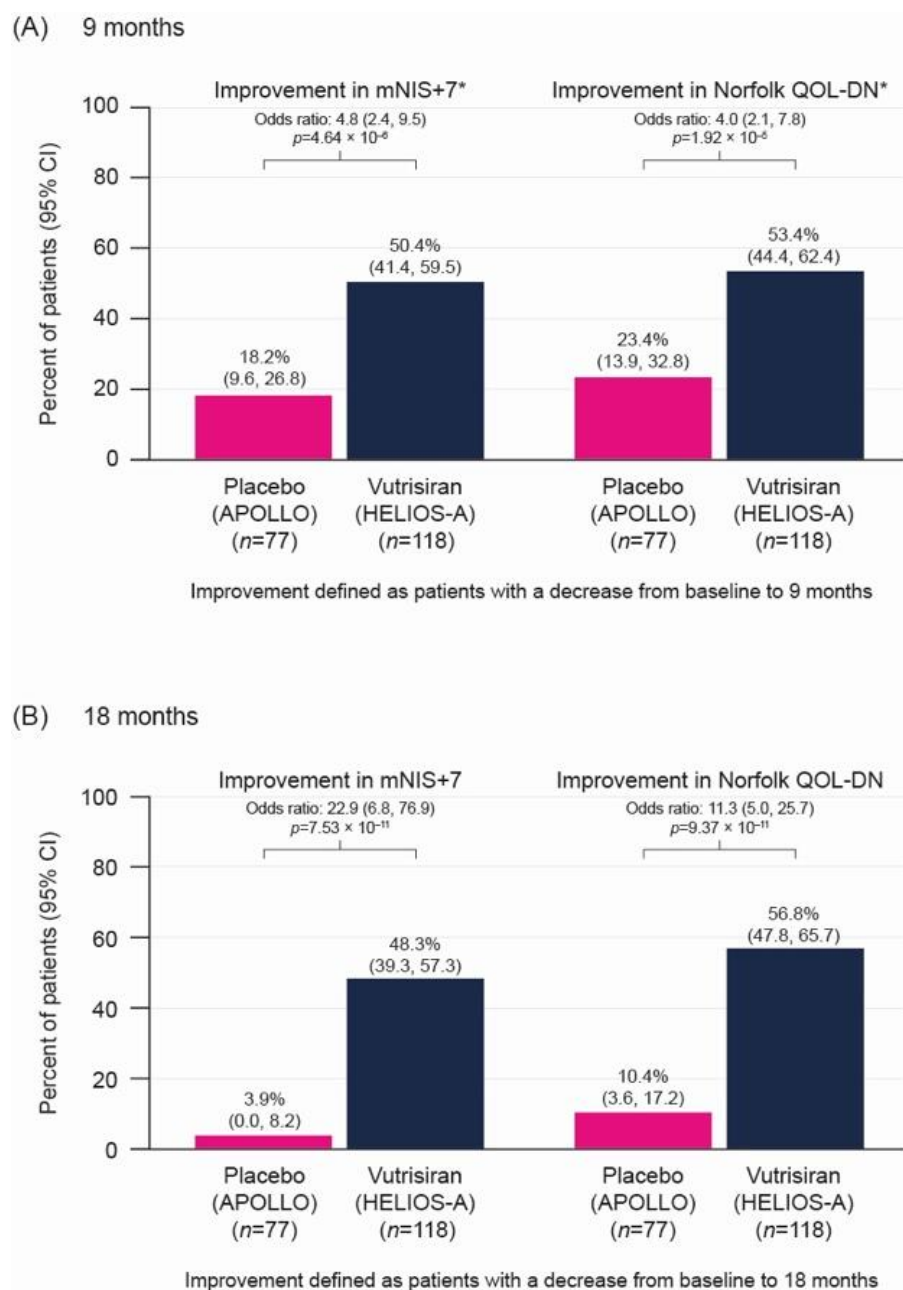 (A) 9 months
Improvement in mNIS+7*
Odds ratio: 4.8 (2.4, 9.5)
p=4.64 × 10⁻⁶
Improvement in Norfolk QOL-DN*
Odds ratio: 4.0 (2.1, 7.8)
p=1.92 × 10⁻⁵
Percent of patients (95% CI)
100
80
60
40
20
0
18.2%
(9.6, 26.8)
50.4%
(41.4, 59.5)
23.4%
(13.9, 32.8)
53.4%
(44.4, 62.4)
Placebo
(APOLLO)
(n=77)
Vutrisiran
(HELIOS-A)
(n=118)
Placebo
(APOLLO)
(n=77)
Vutrisiran
(HELIOS-A)
(n=118)
Improvement defined as patients with a decrease from baseline to 9 months
(B) 18 months
Improvement in mNIS+7
Odds ratio: 22.9 (6.8, 76.9)
p=7.53 × 10⁻¹¹
Improvement in Norfolk QOL-DN
Odds ratio: 11.3 (5.0, 25.7)
p=9.37 × 10⁻¹¹
Percent of patients (95% CI)
100
80
60
40
20
0
3.9%
(0.0, 8.2)
48.3%
(39.3, 57.3)
10.4%
(3.6, 17.2)
56.8%
(47.8, 65.7)
Placebo
(APOLLO)
(n=77)
Vutrisiran
(HELIOS-A)
(n=118)
Placebo
(APOLLO)
(n=77)
Vutrisiran
(HELIOS-A)
(n=118)
Improvement defined as patients with a decrease from baseline to 18 months